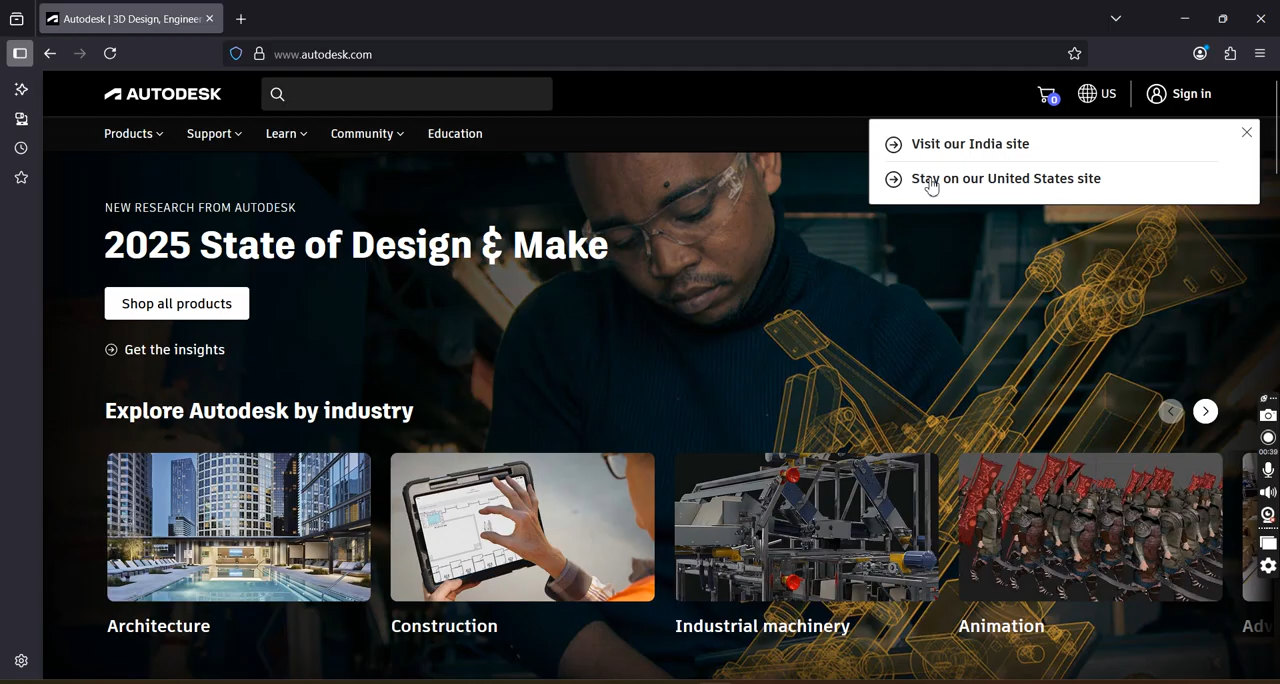 Autodesk | 3D Design, Engineer
www.autodesk.com
AUTODESK
0
US
Sign in
Products
Support
Learn
Community
Education
Visit our India site
Stay on our United States site
NEW RESEARCH FROM AUTODESK
2025 State of Design & Make
Shop all products
Get the insights
Explore Autodesk by industry
00:39
Architecture
Construction
Industrial machinery
Animation
Adv